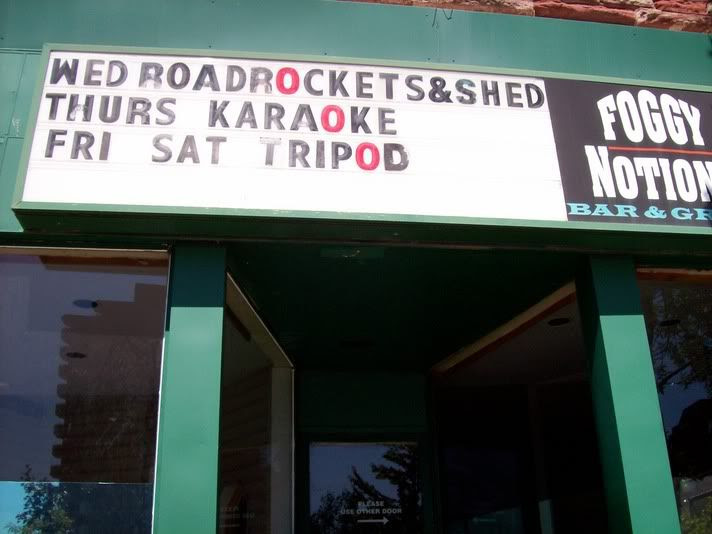 WED ROADROCKETS&SHED
THURS KARAOKE
FRI SAT TRIPOD
FOGGY
NOTION
BAR & GR
PLEASE
USE OTHER DOOR